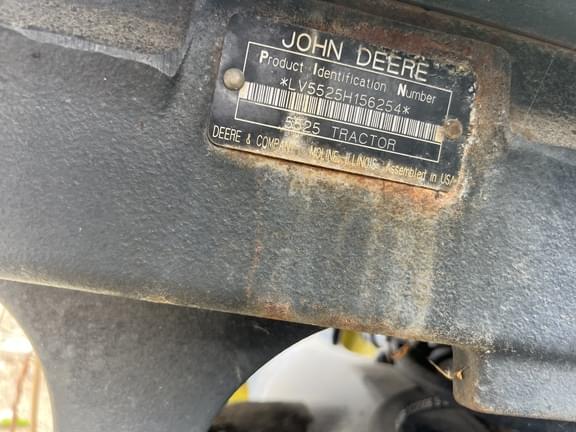 JOHN DEERE
Product Identification Number
*LV5525H156254*
5525 TRACTOR
DEERE & COMPANY MOLINE ILLINOIS Assembled in USA